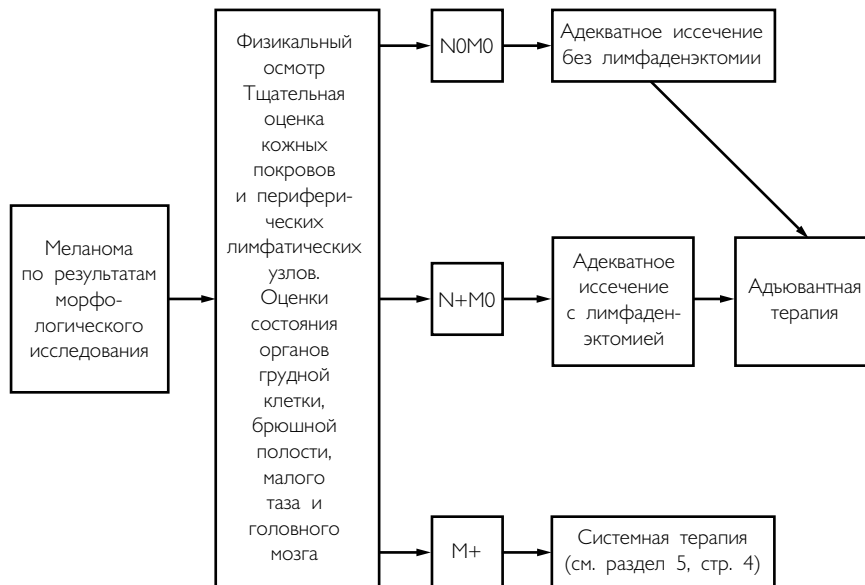 Меланома
по результатам
морфо-
логического
исследования
Физикальный
осмотр
Тщательная
оценка
кожных
покровов
и перифери-
ческих
лимфатических
узлов.
Оценки
состояния
органов
грудной
клетки,
брюшной
полости,
малого
таза и
головного
мозга
N0M0
Адекватное иссечение
без лимфаденэктомии
N+M0
Адекватное
иссечение
с лимфаден-
эктомией
Адъювантная
терапия
M+
Системная терапия
(см. раздел 5, стр. 4)